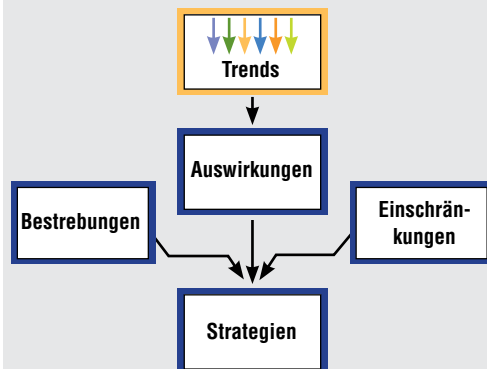 Trends
Auswirkungen
Bestrebungen
Einschrän-
kungen
Strategien